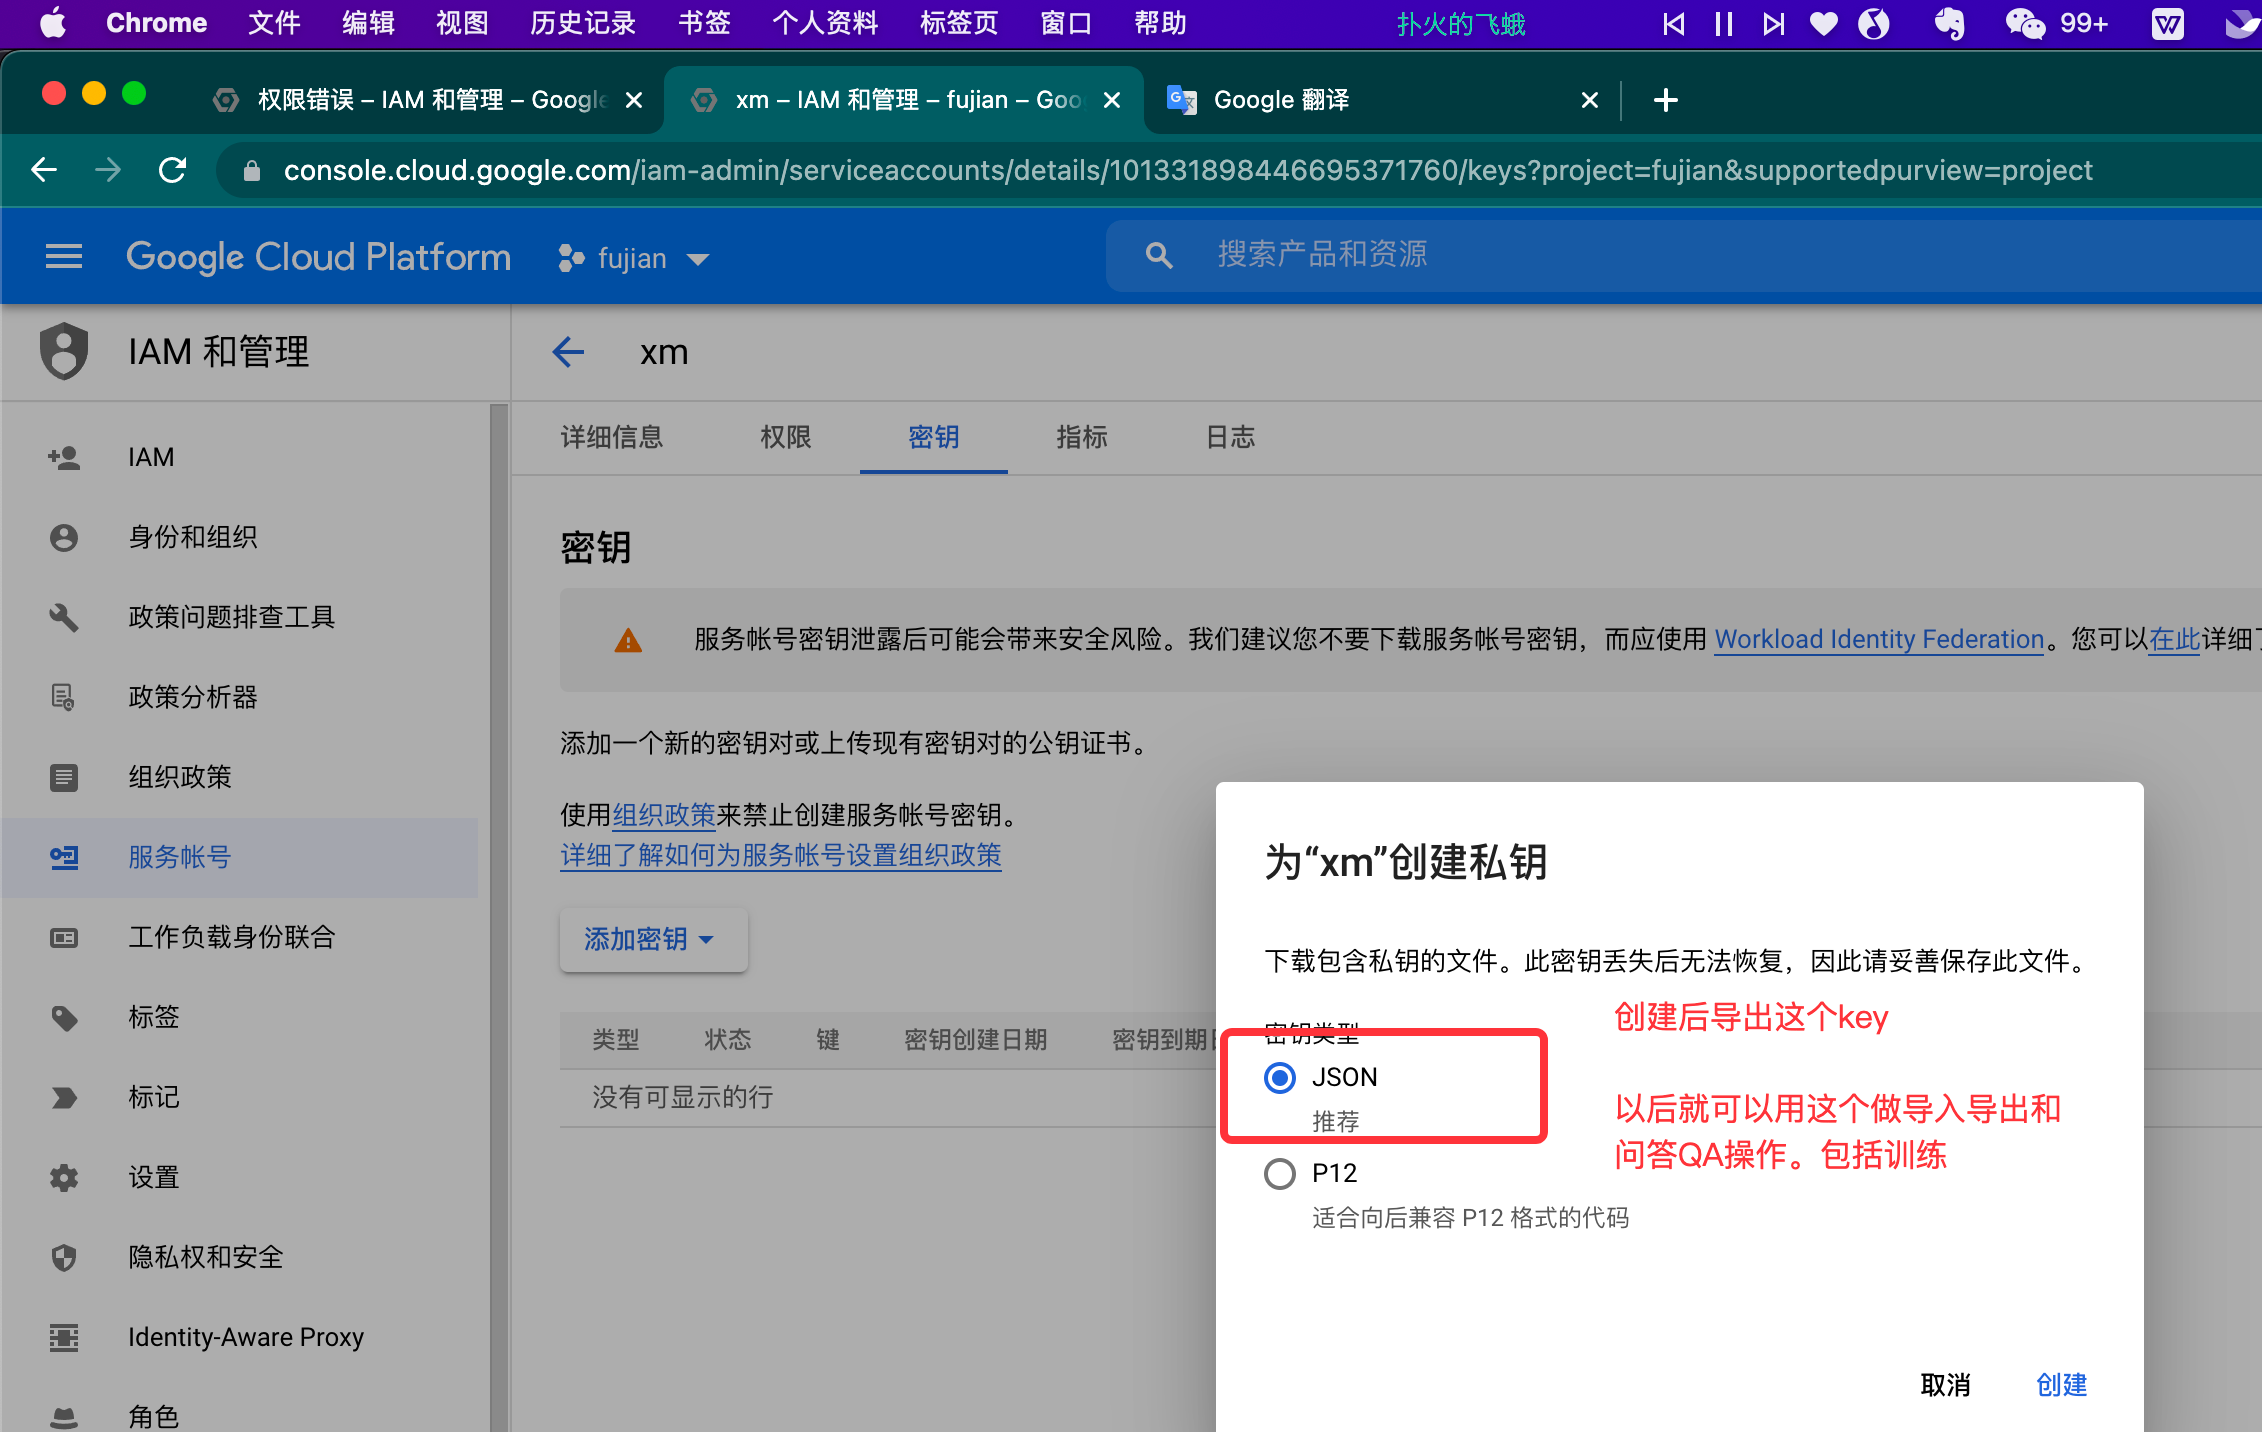 Chrome 文件 编辑 视图 历史记录 书签 个人资料 标签页 窗口 帮助 扑火的飞蛾 99+
权限错误 – IAM 和管理 – Google
xm – IAM 和管理 – fujian – Goo
Google 翻译
console.cloud.google.com/iam-admin/serviceaccounts/details/101331898446695371760/keys?project=fujian&supportedpurview=project
Google Cloud Platform
fujian
搜索产品和资源
IAM 和管理
xm
IAM
身份和组织
政策问题排查工具
政策分析器
组织政策
服务帐号
工作负载身份联合
标签
标记
设置
隐私权和安全
Identity-Aware Proxy
角色
详细信息 权限 密钥 指标 日志
密钥
服务帐号密钥泄露后可能会带来安全风险。我们建议您不要下载服务帐号密钥，而应使用 Workload Identity Federation。您可以在此详细了
添加一个新的密钥对或上传现有密钥对的公钥证书。
使用组织政策来禁止创建服务帐号密钥。
详细了解如何为服务帐号设置组织政策
添加密钥
类型 状态 键 密钥创建日期 密钥到期日
没有可显示的行
为“xm”创建私钥
下载包含私钥的文件。此密钥丢失后无法恢复，因此请妥善保存此文件。
密钥类型
JSON
推荐
P12
适合向后兼容 P12 格式的代码
创建后导出这个key
以后就可以用这个做导入导出和
问答QA操作。包括训练
取消 创建